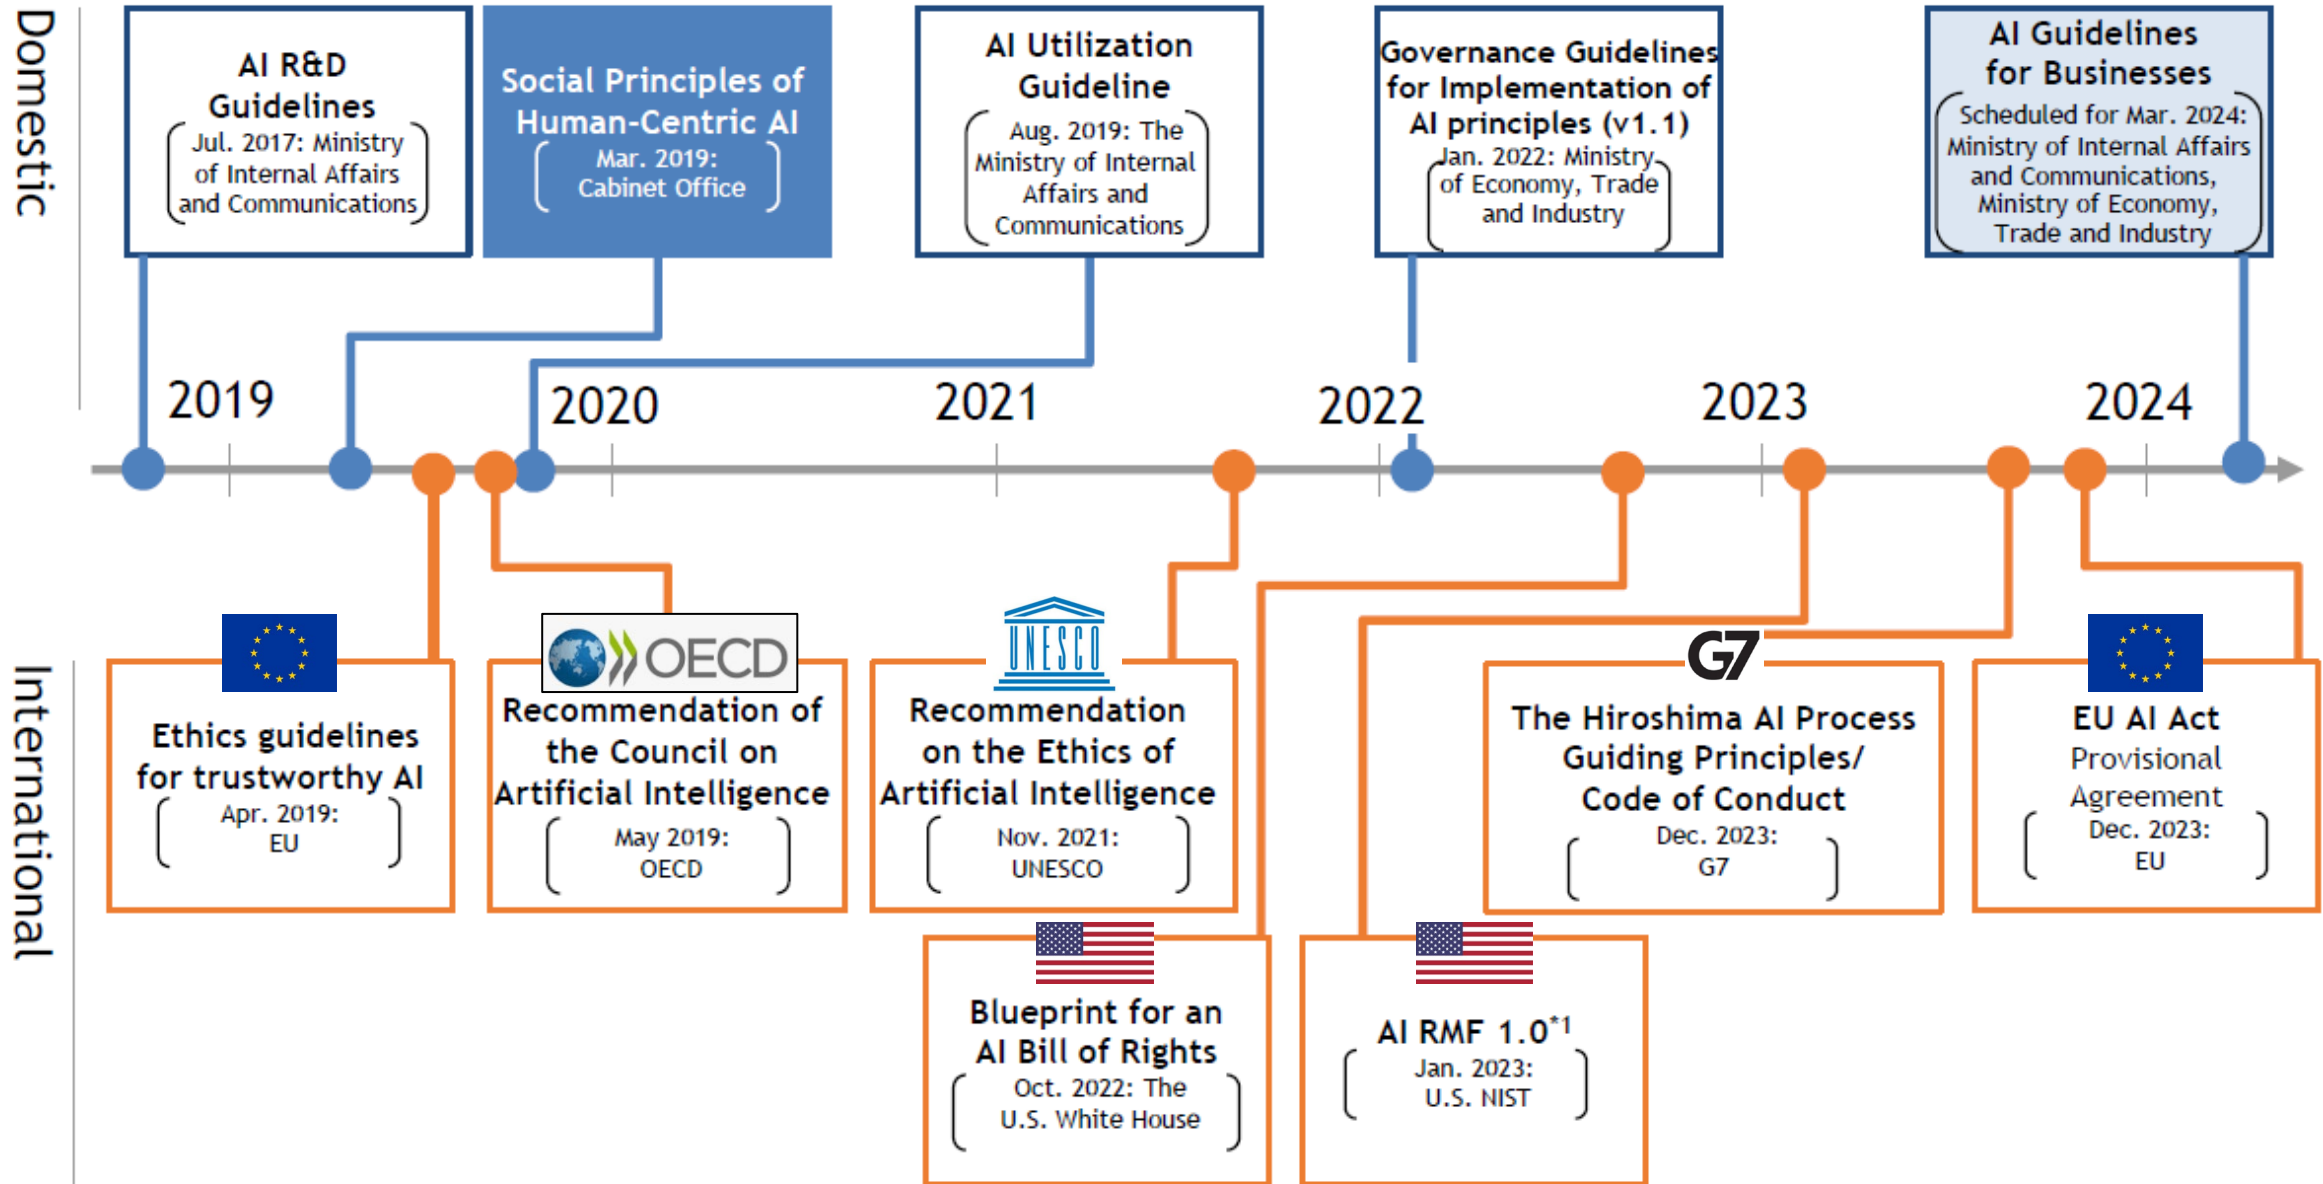 Domestic
AI R&D
Guidelines
Jul. 2017: Ministry
of Internal Affairs
and Communications
Social Principles of
Human-Centric AI
Mar. 2019:
Cabinet Office
AI Utilization
Guideline
Aug. 2019: The
Ministry of Internal
Affairs and
Communications
Governance Guidelines
for Implementation of
AI principles (v1.1)
Jan. 2022: Ministry
of Economy, Trade
and Industry
AI Guidelines
for Businesses
Scheduled for Mar. 2024:
Ministry of Internal Affairs
and Communications,
Ministry of Economy,
Trade and Industry
2019
2020
2021
2022
2023
2024
International
Ethics guidelines
for trustworthy AI
Apr. 2019:
EU
OECD
Recommendation of
the Council on
Artificial Intelligence
May 2019:
OECD
UNESCO
Recommendation
on the Ethics of
Artificial Intelligence
Nov. 2021:
UNESCO
G7
The Hiroshima AI Process
Guiding Principles/
Code of Conduct
Dec. 2023:
G7
EU AI Act
Provisional
Agreement
Dec. 2023:
EU
Blueprint for an
AI Bill of Rights
Oct. 2022: The
U.S. White House
AI RMF 1.0*1
Jan. 2023:
U.S. NIST